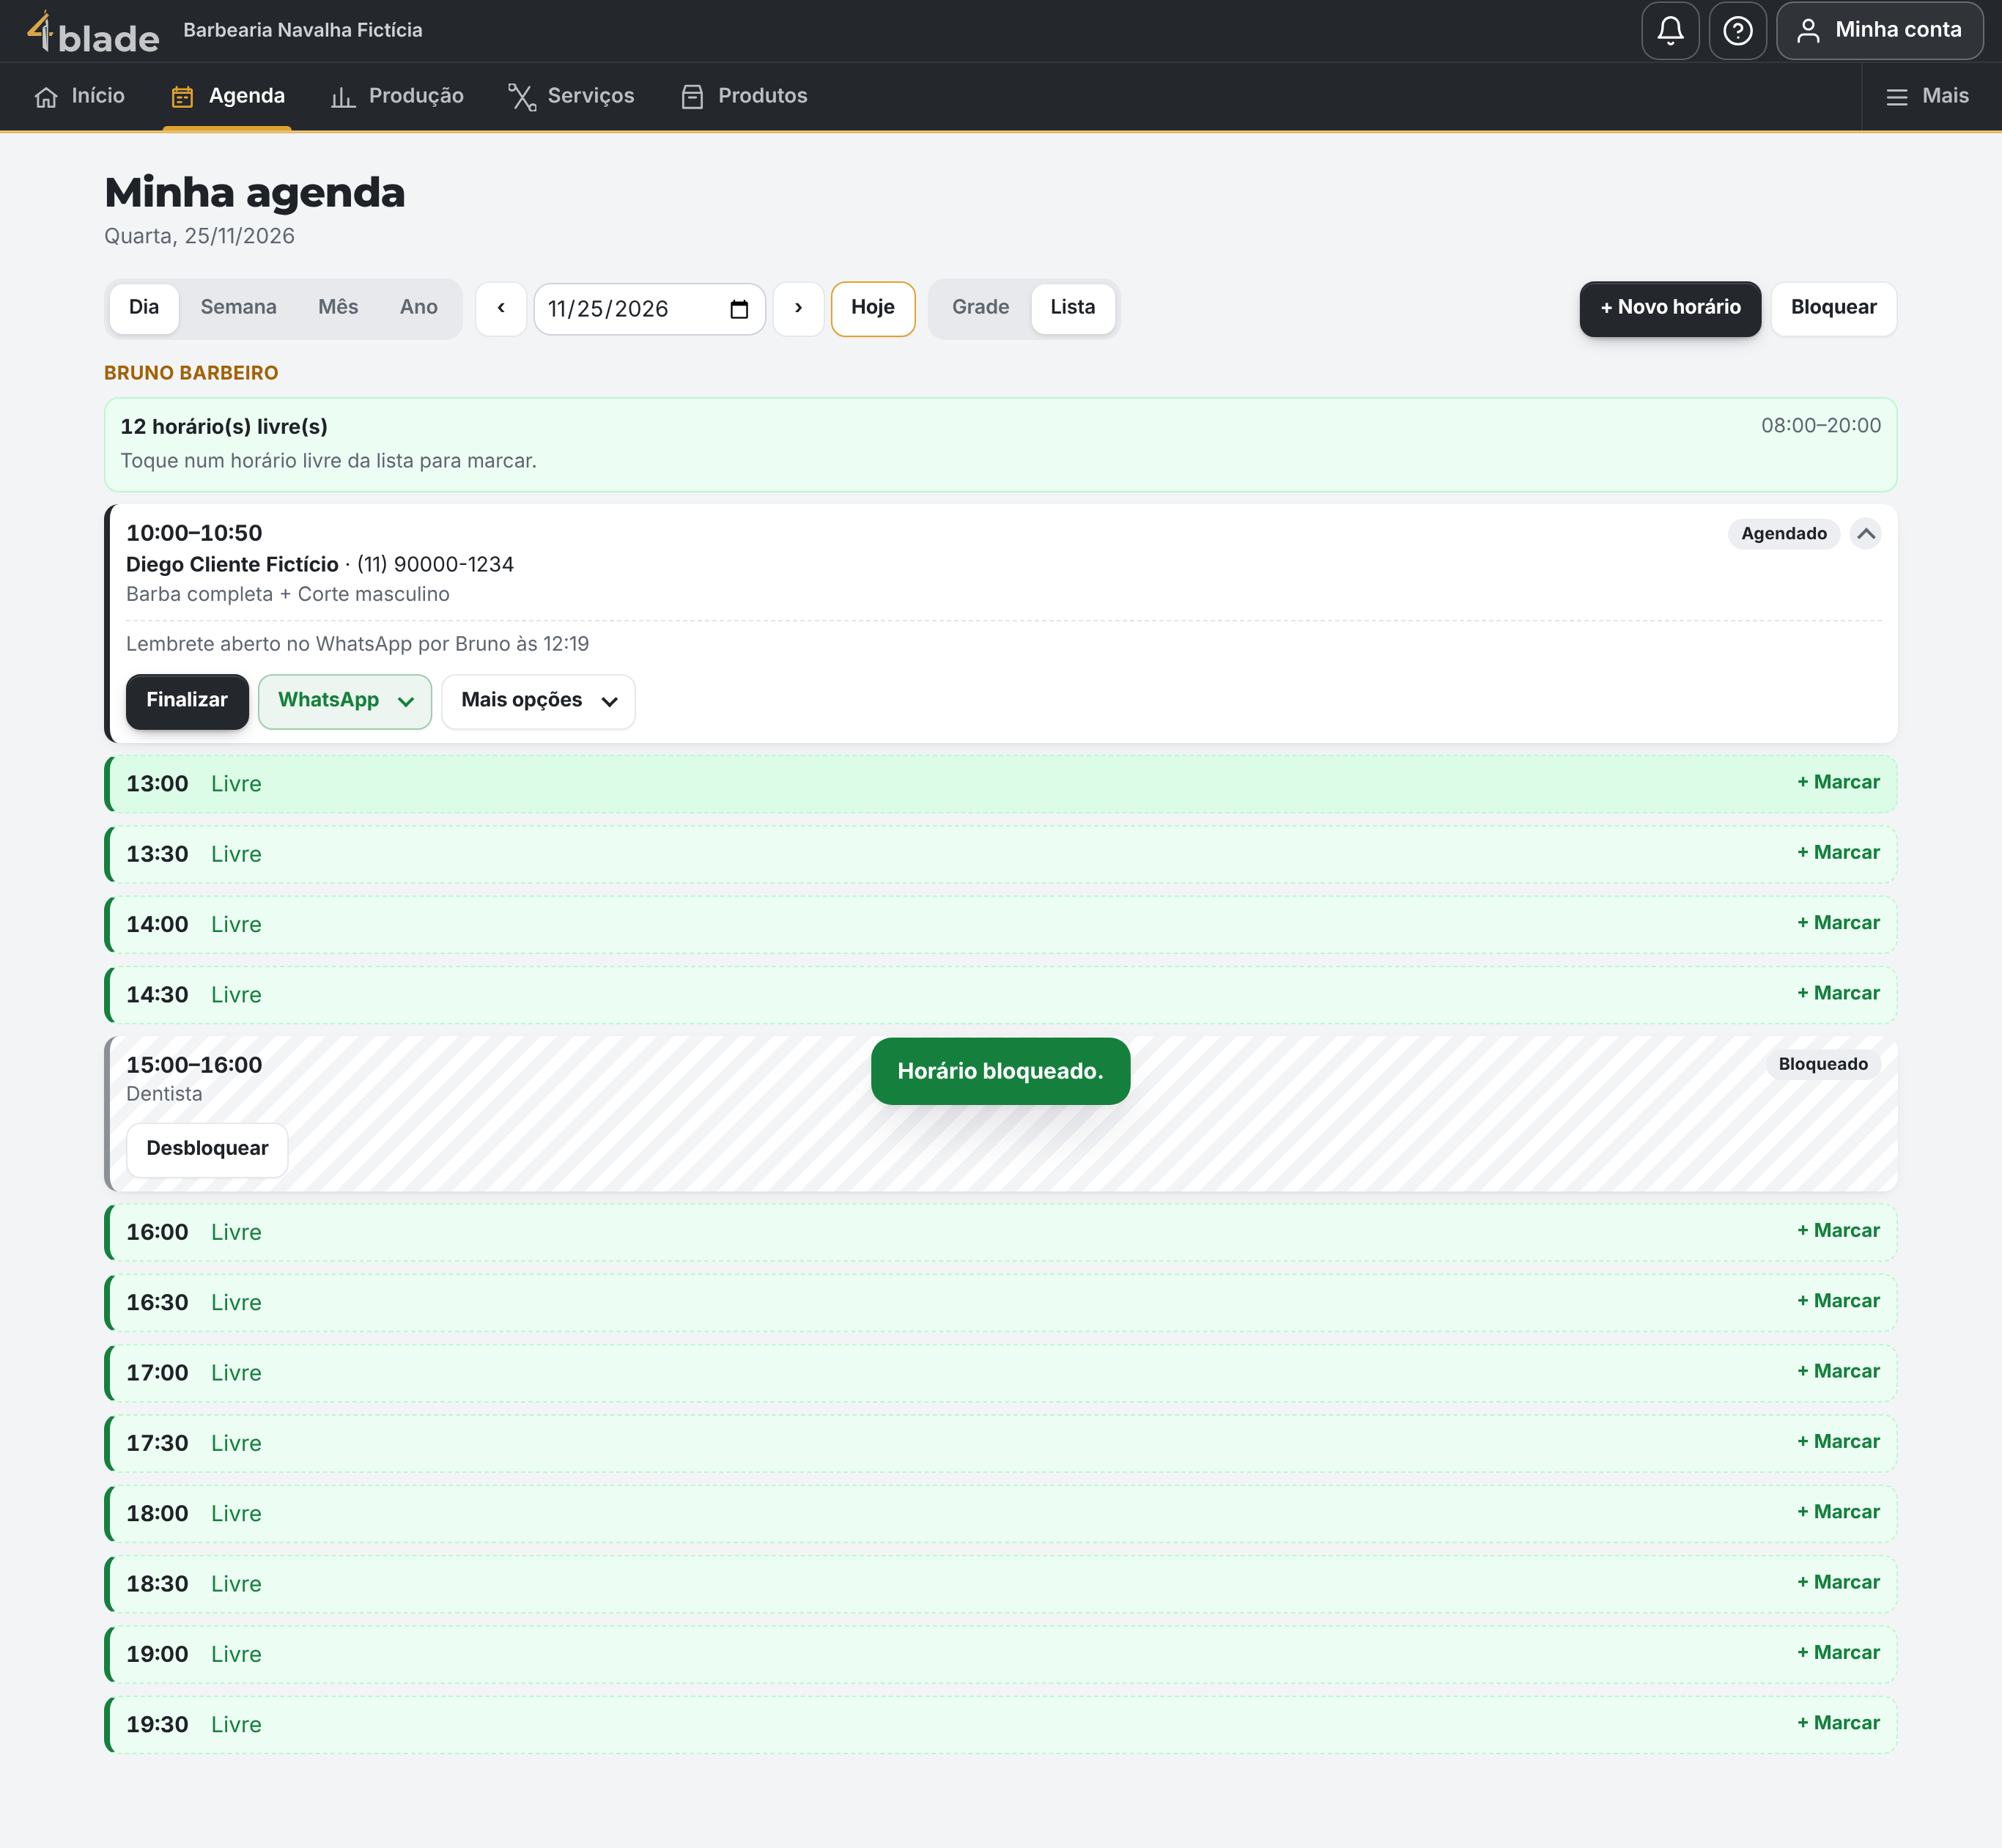 4blade Barbearia Navalha Fictícia Minha conta
Início Agenda Produção Serviços Produtos Mais
Minha agenda
Quarta, 25/11/2026
Dia Semana Mês Ano ‹ 11/25/2026 › Hoje Grade Lista + Novo horário Bloquear
BRUNO BARBEIRO
12 horário(s) livre(s) 08:00–20:00
Toque num horário livre da lista para marcar.
10:00–10:50 Agendado
Diego Cliente Fictício · (11) 90000-1234
Barba completa + Corte masculino
Lembrete aberto no WhatsApp por Bruno às 12:19
Finalizar WhatsApp Mais opções
13:00 Livre + Marcar
13:30 Livre + Marcar
14:00 Livre + Marcar
14:30 Livre + Marcar
15:00–16:00 Horário bloqueado. Bloqueado
Dentista
Desbloquear
16:00 Livre + Marcar
16:30 Livre + Marcar
17:00 Livre + Marcar
17:30 Livre + Marcar
18:00 Livre + Marcar
18:30 Livre + Marcar
19:00 Livre + Marcar
19:30 Livre + Marcar